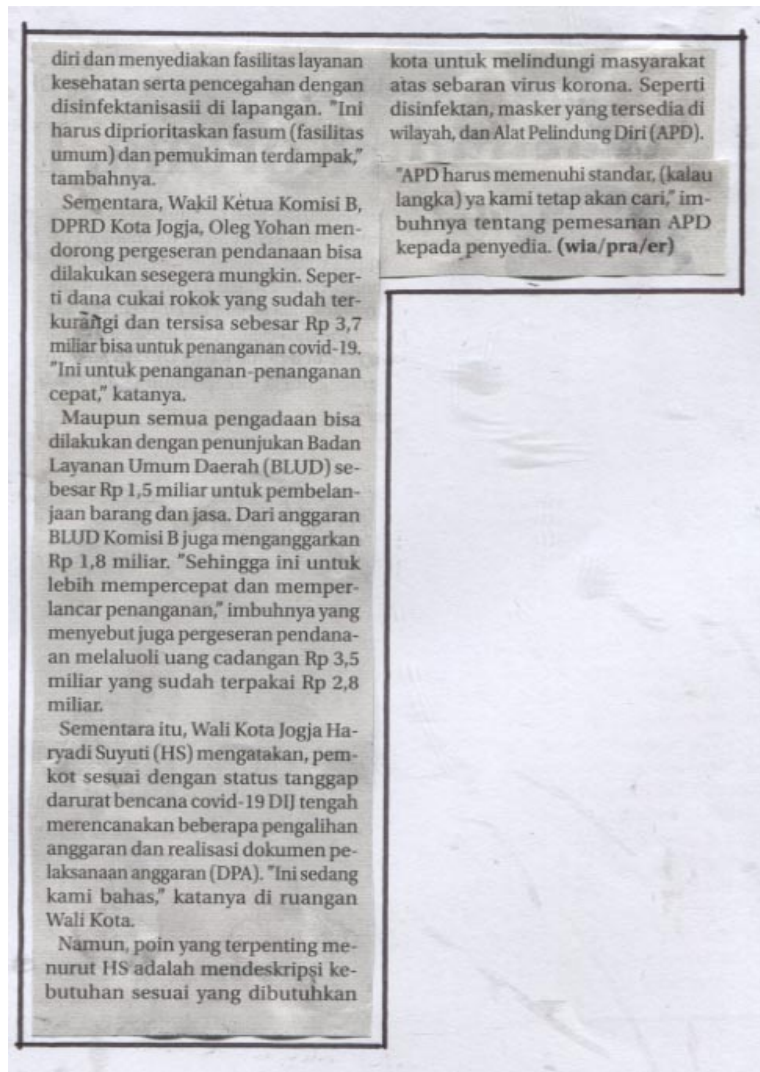 diri dan menyediakan fasilitas layanan
kesehatan serta pencegahan dengan
disinfektanisasii di lapangan. "Ini
harus diprioritaskan fasum (fasilitas
umum) dan pemukiman terdampak,"
tambahnya.
Sementara, Wakil Ketua Komisi B,
DPRD Kota Jogja, Oleg Yohan men-
dorong pergeseran pendanaan bisa
dilakukan sesegera mungkin. Seper-
ti dana cukai rokok yang sudah ter-
kurangi dan tersisa sebesar Rp 3,7
miliar bisa untuk penanganan covid-19.
"Ini untuk penanganan-penanganan
cepat," katanya.
Maupun semua pengadaan bisa
dilakukan dengan penunjukan Badan
Layanan Umum Daerah (BLUD) se-
besar Rp 1,5 miliar untuk pembelan-
jaan barang dan jasa. Dari anggaran
BLUD Komisi B juga menganggarkan
Rp 1,8 miliar. "Sehingga ini untuk
lebih mempercepat dan memper-
lancar penanganan," imbuhnya yang
menyebut juga pergeseran pendana-
an melaluoli uang cadangan Rp 3,5
miliar yang sudah terpakai Rp 2,8
miliar.
Sementara itu, Wali Kota Jogja Ha-
ryadi Suyuti (HS) mengatakan, pem-
kot sesuai dengan status tanggap
darurat bencana covid-19 DIJ tengah
merencanakan beberapa pengalihan
anggaran dan realisasi dokumen pe-
laksanaan anggaran (DPA). "Ini sedang
kami bahas," katanya di ruangan
Wali Kota.
Namun, poin yang terpenting me-
nurut HS adalah mendeskripsi ke-
butuhan sesuai yang dibutuhkan
kota untuk melindungi masyarakat
atas sebaran virus korona. Seperti
disinfektan, masker yang tersedia di
wilayah, dan Alat Pelindung Diri (APD).
"APD harus memenuhi standar, (kalau
langka) ya kami tetap akan cari," im-
buhnya tentang pemesanan APD
kepada penyedia. (wia/pra/er)